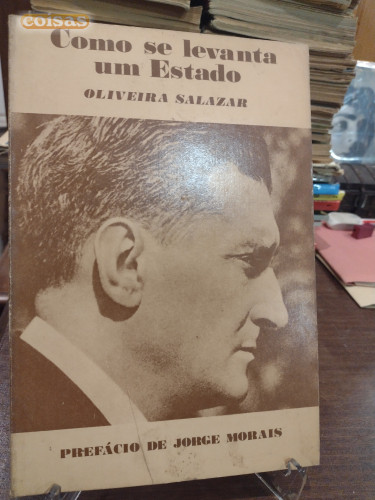 coisas
Como se levanta
um Estado
OLIVEIRA SALAZAR
PREFÁCIO DE JORGE MORAIS